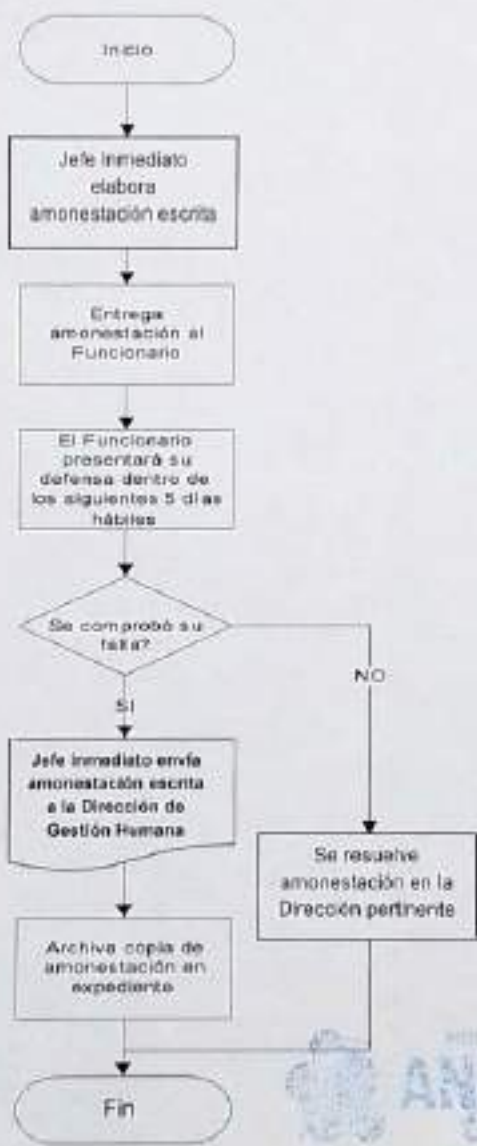 Inicio
Jefe Inmediato
elabora
amonestación escrita
Entrega
amonestación al
Funcionario
El Funcionario
presentará su
defensa dentro de
los siguientes 5 días
hábiles
Se comprobó su
falta?
NO
SI
Jefe Inmediato envía
amonestación escrita
a la Dirección de
Gestión Humana
Se resuelve
amonestación en la
Dirección pertinente
Archiva copia de
amonestación en
expediente
Fin